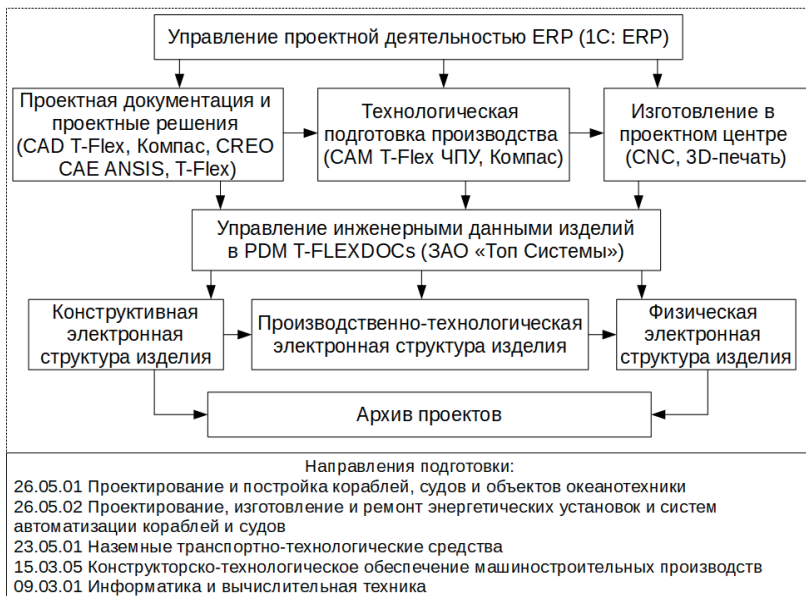 Управление проектной деятельностью ERP (1С: ERP)
Проектная документация и
проектные решения
(CAD T-Flex, Компас, CREO
CAE ANSIS, T-Flex)
Технологическая
подготовка производства
(CAM T-Flex ЧПУ, Компас)
Изготовление в
проектном центре
(CNC, 3D-печать)
Управление инженерными данными изделий
в PDM T-FLEXDOCs (ЗАО «Топ Системы»)
Конструктивная
электронная
структура изделия
Производственно-технологическая
электронная структура изделия
Физическая
электронная
структура изделия
Архив проектов
Направления подготовки:
26.05.01 Проектирование и постройка кораблей, судов и объектов океанотехники
26.05.02 Проектирование, изготовление и ремонт энергетических установок и систем
автоматизации кораблей и судов
23.05.01 Наземные транспортно-технологические средства
15.03.05 Конструкторско-технологическое обеспечение машиностроительных производств
09.03.01 Информатика и вычислительная техника